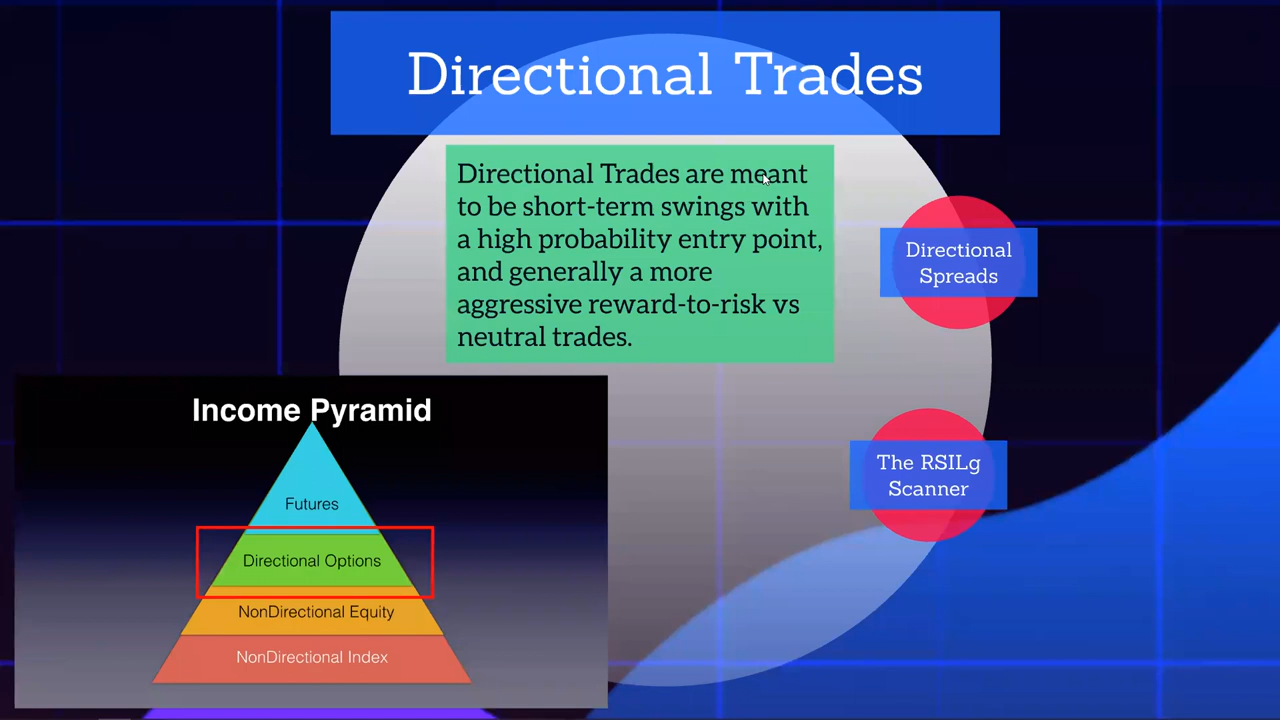 Directional Trades
Directional Trades are meant
to be short-term swings with
a high probability entry point,
and generally a more
aggressive reward-to-risk vs
neutral trades.
Directional
Spreads
The RSILg
Scanner
Income Pyramid
Futures
Directional Options
NonDirectional Equity
NonDirectional Index